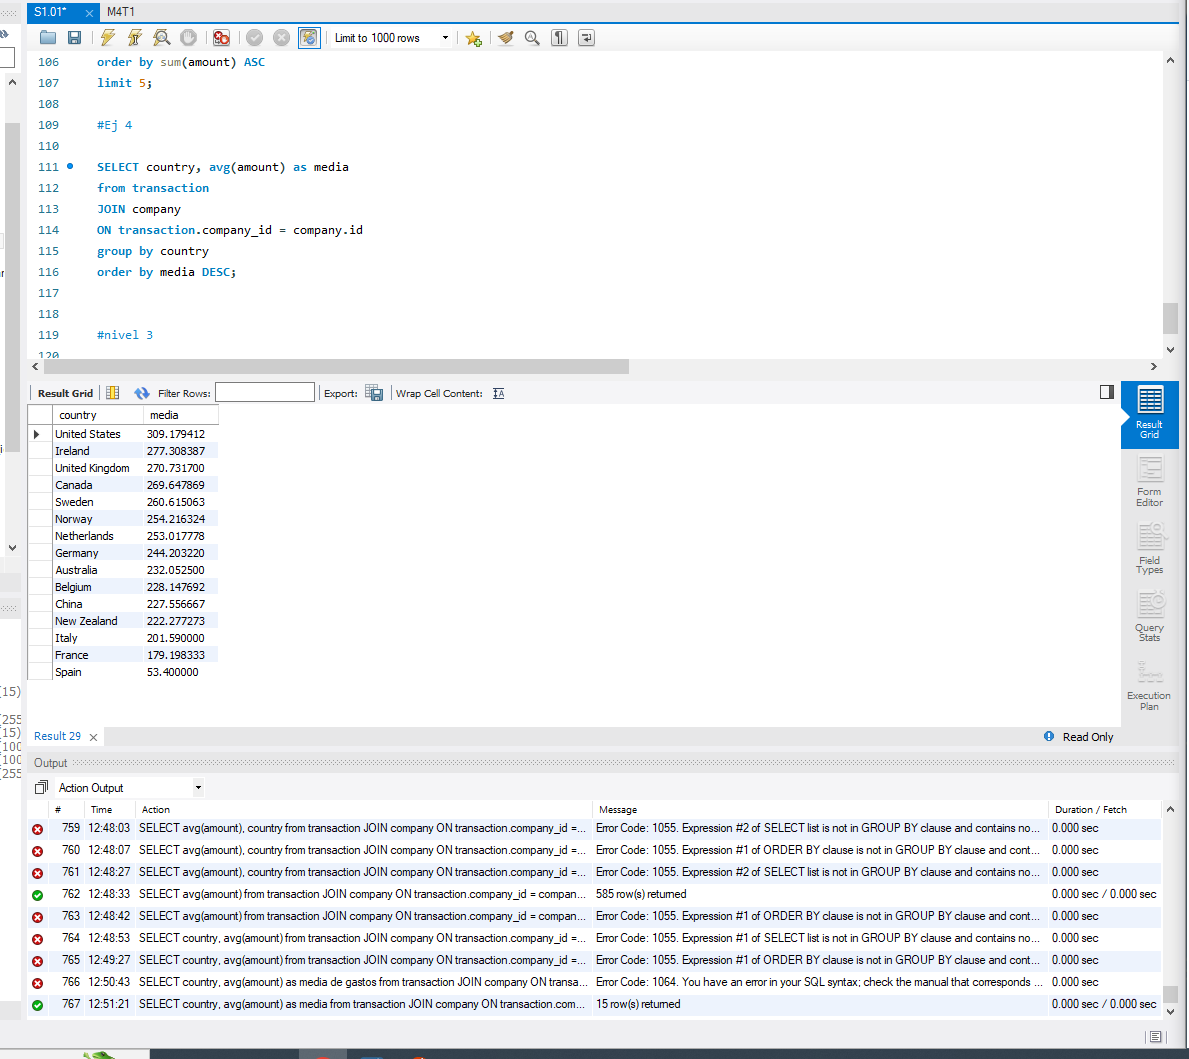 S1.01* M4T1
Limit to 1000 rows
106 order by sum(amount) ASC
107 limit 5;
108
109 #Ej 4
110
111 SELECT country, avg(amount) as media
112 from transaction
113 JOIN company
114 ON transaction.company_id = company.id
115 group by country
116 order by media DESC;
117
118
119 #nivel 3
120
Result Grid Filter Rows: Export: Wrap Cell Content:
country media
United States 309.179412
Ireland 277.308387
United Kingdom 270.731700
Canada 269.647869
Sweden 260.615063
Norway 254.216324
Netherlands 253.017778
Germany 244.203220
Australia 232.052500
Belgium 228.147692
China 227.556667
New Zealand 222.277273
Italy 201.590000
France 179.198333
Spain 53.400000
Result
Grid
Form
Editor
Field
Types
Query
Stats
Execution
Plan
Result 29 Read Only
(15)
(255
(15)
(100
(100
(255
Output
Action Output
# Time Action Message Duration / Fetch
759 12:48:03 SELECT avg(amount), country from transaction JOIN company ON transaction.company_id =... Error Code: 1055. Expression #2 of SELECT list is not in GROUP BY clause and contains no... 0.000 sec
760 12:48:07 SELECT avg(amount), country from transaction JOIN company ON transaction.company_id =... Error Code: 1055. Expression #1 of ORDER BY clause is not in GROUP BY clause and cont... 0.000 sec
761 12:48:27 SELECT avg(amount), country from transaction JOIN company ON transaction.company_id =... Error Code: 1055. Expression #2 of SELECT list is not in GROUP BY clause and contains no... 0.000 sec
762 12:48:33 SELECT avg(amount) from transaction JOIN company ON transaction.company_id = compan... 585 row(s) returned 0.000 sec / 0.000 sec
763 12:48:42 SELECT avg(amount) from transaction JOIN company ON transaction.company_id = compan... Error Code: 1055. Expression #1 of ORDER BY clause is not in GROUP BY clause and cont... 0.000 sec
764 12:48:53 SELECT country, avg(amount) from transaction JOIN company ON transaction.company_id =... Error Code: 1055. Expression #1 of SELECT list is not in GROUP BY clause and contains no... 0.000 sec
765 12:49:27 SELECT country, avg(amount) from transaction JOIN company ON transaction.company_id =... Error Code: 1055. Expression #1 of ORDER BY clause is not in GROUP BY clause and cont... 0.000 sec
766 12:50:43 SELECT country, avg(amount) as media de gastos from transaction JOIN company ON transa... Error Code: 1064. You have an error in your SQL syntax; check the manual that corresponds ... 0.000 sec
767 12:51:21 SELECT country, avg(amount) as media from transaction JOIN company ON transaction.com... 15 row(s) returned 0.000 sec / 0.000 sec